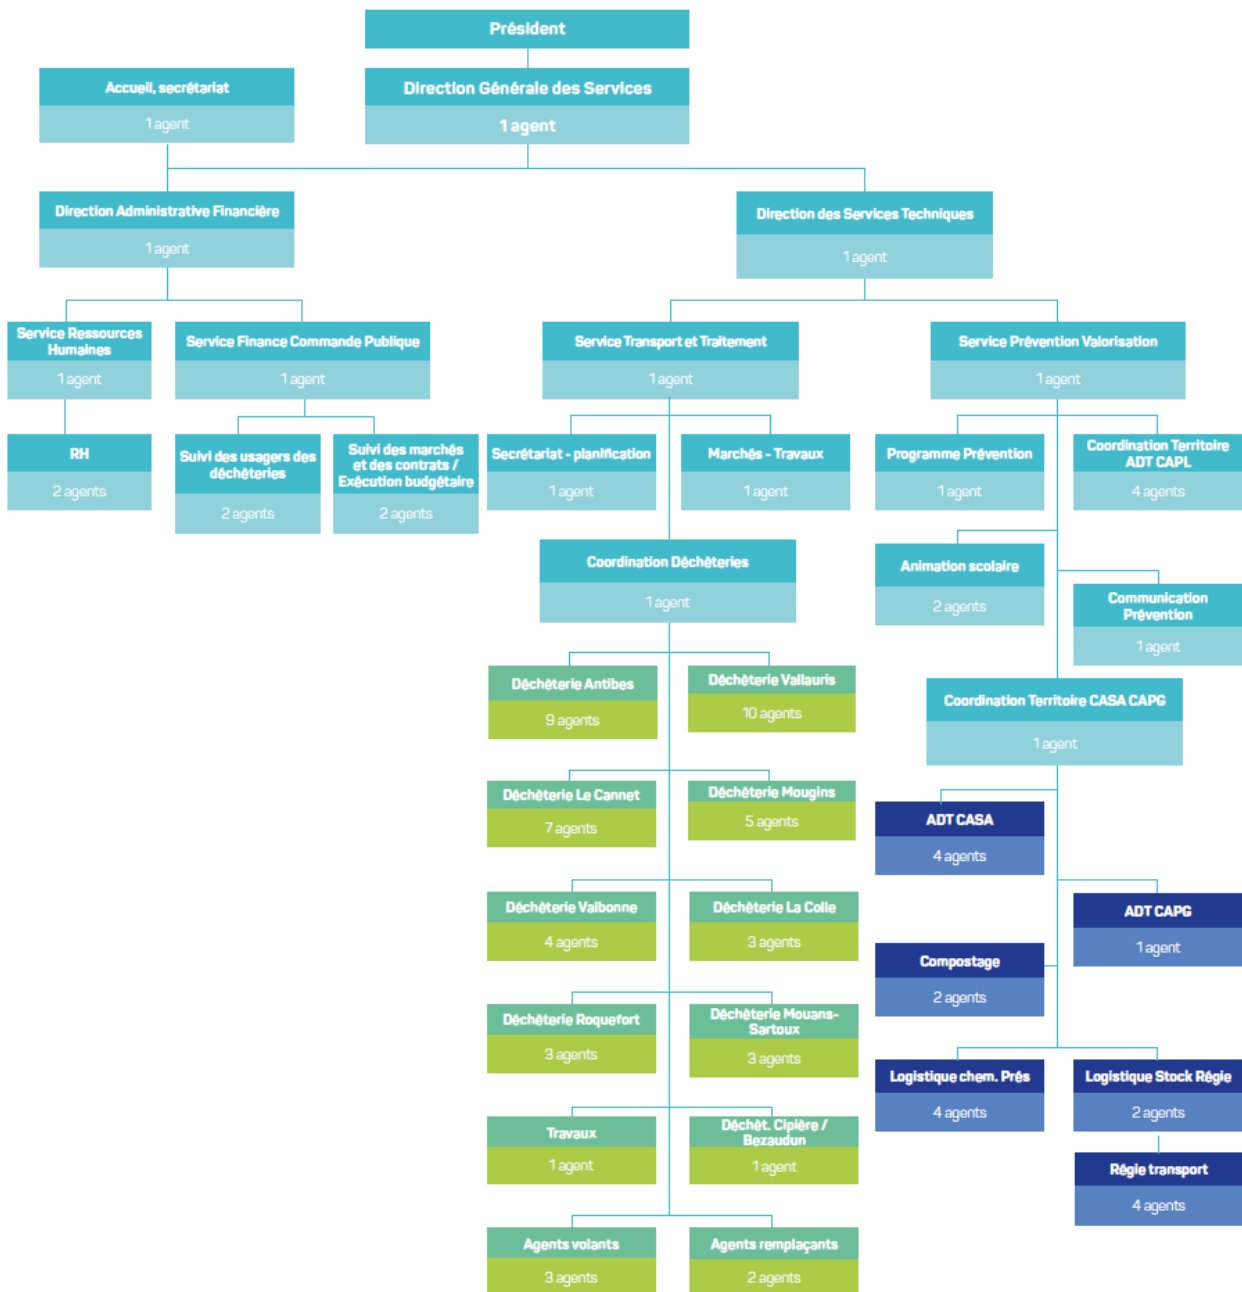 Président
Accueil, secrétariat
1 agent
Direction Générale des Services
1 agent
Direction Administrative Financière
1 agent
Direction des Services Techniques
1 agent
Service Ressources
Humaines
1 agent
Service Finance Commande Publique
1 agent
Service Transport et Traitement
1 agent
Service Prévention Valorisation
1 agent
RH
2 agents
Suivi des usagers des
déchèteries
2 agents
Suivi des marchés
et des contrats /
Exécution budgétaire
2 agents
Secrétariat - planification
1 agent
Marchés - Travaux
1 agent
Programme Prévention
1 agent
Coordination Territoire
ADT CAPL
4 agents
Coordination Déchèteries
1 agent
Animation scolaire
2 agents
Communication
Prévention
1 agent
Déchèterie Antibes
9 agents
Déchèterie Vallauris
10 agents
Coordination Territoire CASA CAPG
1 agent
Déchèterie Le Cannet
7 agents
Déchèterie Mougins
5 agents
ADT CASA
4 agents
Déchèterie Valbonne
4 agents
Déchèterie La Colle
3 agents
ADT CAPG
1 agent
Compostage
2 agents
Déchèterie Roquefort
3 agents
Déchèterie Mouans-
Sartoux
3 agents
Logistique chem. Prés
4 agents
Logistique Stock Régie
2 agents
Travaux
1 agent
Déchèt. Cipière /
Bezaudun
1 agent
Régie transport
4 agents
Agents volants
3 agents
Agents remplaçants
2 agents